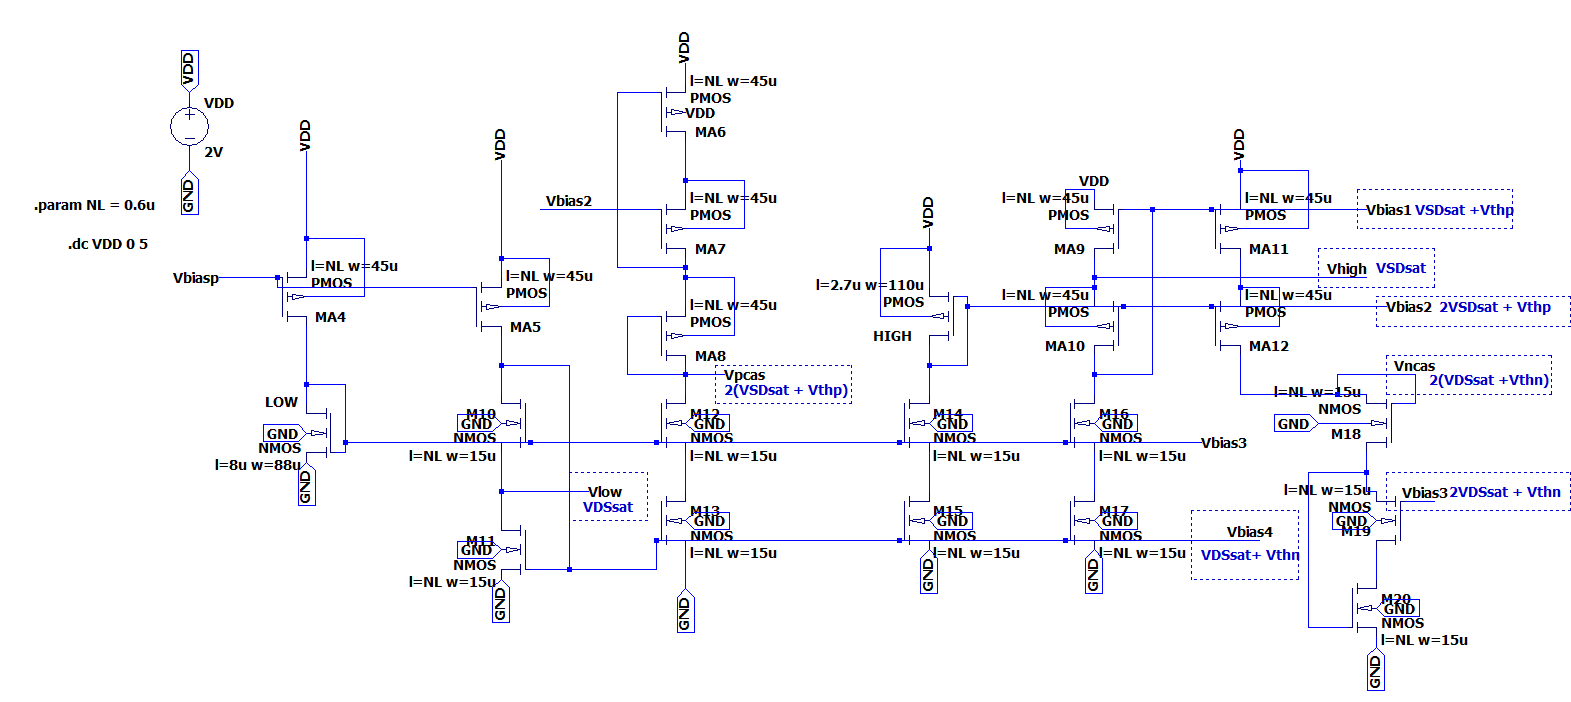 VDD
VDD
2V
GND
.param NL = 0.6u
.dc VDD 0 5
Vbiasp
VDD
l=NL w=45u
PMOS
MA4
LOW
GND
NMOS
l=8u w=88u
GND
VDD
l=NL w=45u
PMOS
MA5
M10
GND
NMOS
l=NL w=15u
Vlow
VDSsat
M11
GND
NMOS
l=NL w=15u
GND
VDD
l=NL w=45u
PMOS
VDD
MA6
Vbias2
l=NL w=45u
PMOS
MA7
l=NL w=45u
PMOS
MA8
Vpcas
2(VSDsat + Vthp)
M12
GND
NMOS
l=NL w=15u
M13
GND
NMOS
l=NL w=15u
GND
VDD
l=2.7u w=110u
PMOS
HIGH
M14
GND
NMOS
l=NL w=15u
M15
GND
NMOS
l=NL w=15u
GND
VDD
l=NL w=45u
PMOS
MA9
l=NL w=45u
PMOS
MA10
M16
GND
NMOS
l=NL w=15u
Vbias3
M17
GND
NMOS
l=NL w=15u
GND
Vbias4
VDSsat+ Vthn
VDD
l=NL w=45u
PMOS
MA11
l=NL w=45u
PMOS
MA12
Vbias1 VSDsat +Vthp
Vhigh VSDsat
Vbias2 2VSDsat + Vthp
Vncas
2(VDSsat +Vthn)
l=NL w=15u
NMOS
GND
M18
l=NL w=15u
NMOS
GND
M19
Vbias3 2VDSsat + Vthn
M20
GND
NMOS
l=NL w=15u
GND